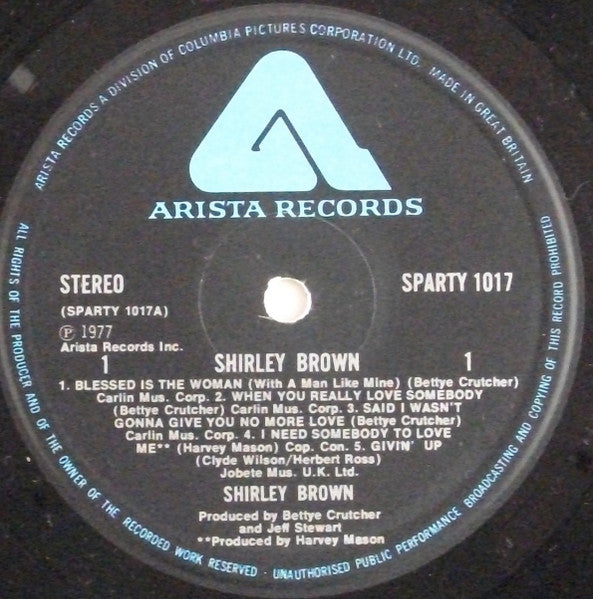 ARISTA RECORDS A DIVISION OF COLUMBIA PICTURES CORPORATION LTD. MADE IN GREAT BRITAIN
ARISTA RECORDS
STEREO
SPARTY 1017
(SPARTY 1017A)
Ⓟ 1977
Arista Records Inc.
1 SHIRLEY BROWN 1
1. BLESSED IS THE WOMAN (With A Man Like Mine) (Bettye Crutcher)
Carlin Mus. Corp. 2. WHEN YOU REALLY LOVE SOMEBODY
(Bettye Crutcher) Carlin Mus. Corp. 3. SAID I WASN'T
GONNA GIVE YOU NO MORE LOVE (Bettye Crutcher)
Carlin Mus. Corp. 4. I NEED SOMEBODY TO LOVE
ME** (Harvey Mason) Cop. Con. 5. GIVIN' UP
(Clyde Wilson/Herbert Ross)
Jobete Mus. U.K. Ltd.
SHIRLEY BROWN
Produced by Bettye Crutcher
and Jeff Stewart
**Produced by Harvey Mason
ALL RIGHTS OF THE PRODUCER AND OF THE OWNER OF THE RECORDED WORK RESERVED · UNAUTHORISED PUBLIC PERFORMANCE BROADCASTING AND COPYING OF THIS RECORD PROHIBITED